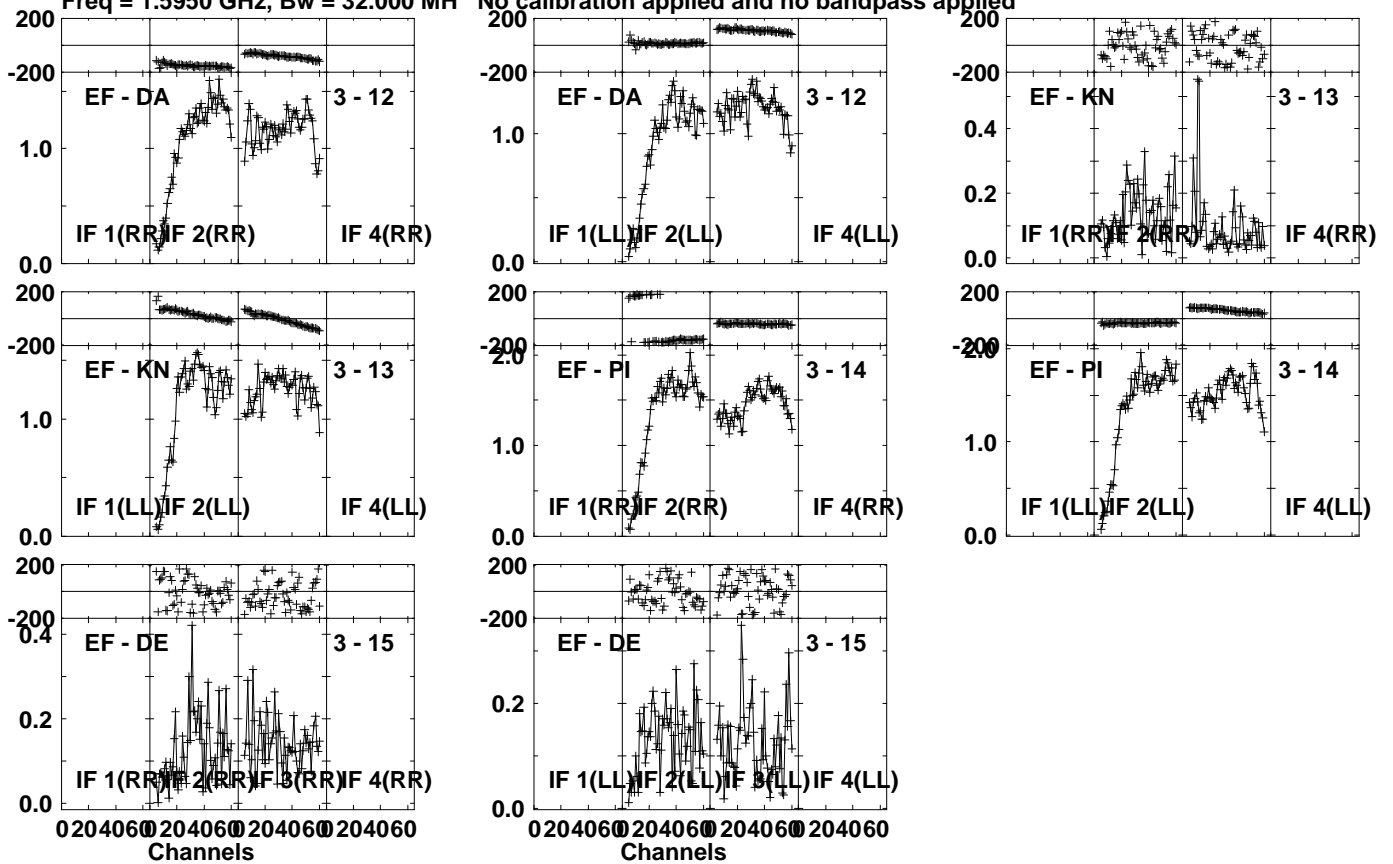 Freq = 1.5950 GHz, Bw = 32.000 MH No calibration applied and no bandpass applied
200 200 200
-200 -200 -200
EF - DA 3 - 12 EF - DA 3 - 12 EF - KN 3 - 13
0.4
1.0 1.0
0.2
IF 1(RR) IF 2(RR) IF 4(RR) IF 1(LL) IF 2(LL) IF 4(LL) IF 1(RR) IF 2(RR) IF 4(RR)
0.0 0.0 0.0
200 200 200
-200 -200 -200
2.0 2.0
EF - KN 3 - 13 EF - PI 3 - 14 EF - PI 3 - 14
1.0 1.0 1.0
IF 1(LL) IF 2(LL) IF 4(LL) IF 1(RR) IF 2(RR) IF 4(RR) IF 1(LL) IF 2(LL) IF 4(LL)
0.0 0.0 0.0
200 200
-200 -200
0.4
EF - DE 3 - 15 EF - DE 3 - 15
0.2 0.2
IF 1(RR) IF 2(RR) IF 3(RR) IF 4(RR) IF 1(LL) IF 2(LL) IF 3(LL) IF 4(LL)
0.0 0.0
0 20 40 60 0 20 40 60 0 20 40 60 0 20 40 60 0 20 40 60 0 20 40 60 0 20 40 60 0 20 40 60
Channels Channels